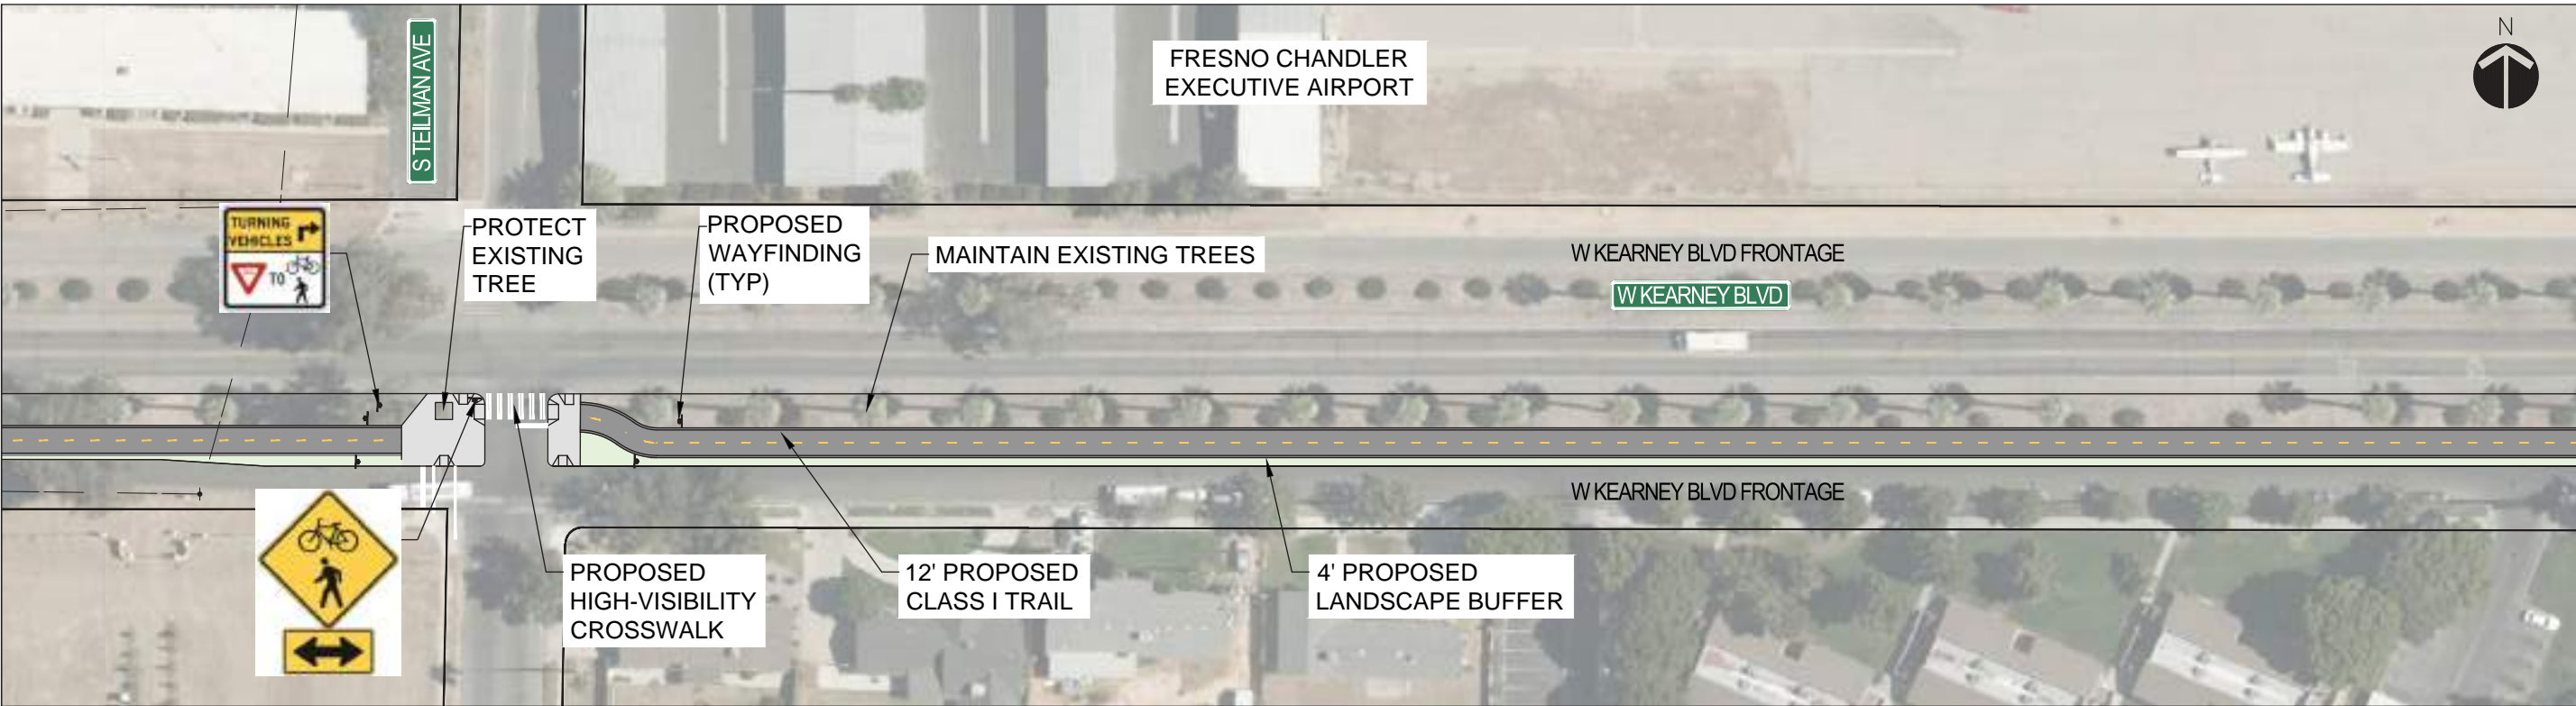 FRESNO CHANDLER
EXECUTIVE AIRPORT
N
S TEILMAN AVE
TURNING
VEHICLES
TO
PROTECT
EXISTING
TREE
PROPOSED
WAYFINDING
(TYP)
MAINTAIN EXISTING TREES
W KEARNEY BLVD FRONTAGE
W KEARNEY BLVD
W KEARNEY BLVD FRONTAGE
PROPOSED
HIGH-VISIBILITY
CROSSWALK
12' PROPOSED
CLASS I TRAIL
4' PROPOSED
LANDSCAPE BUFFER